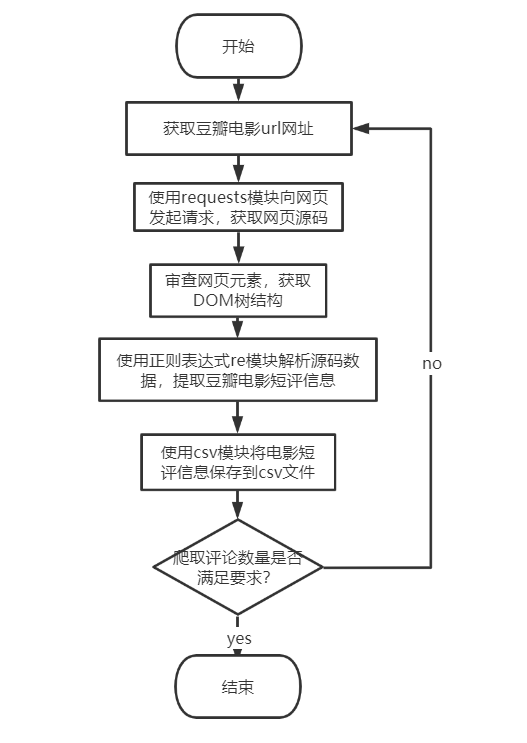 开始
获取豆瓣电影url网址
使用requests模块向网页
发起请求，获取网页源码
审查网页元素，获取
DOM树结构
使用正则表达式re模块解析源码数
据，提取豆瓣电影短评信息
no
使用csv模块将电影短
评信息保存到csv文件
爬取评论数量是否
满足要求？
yes
结束